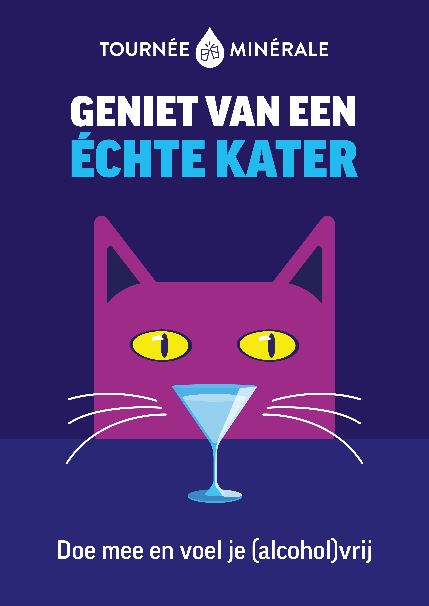 TOURNÉE MINÉRALE
GENIET VAN EEN
ÉCHTE KATER
Doe mee en voel je (alcohol)vrij